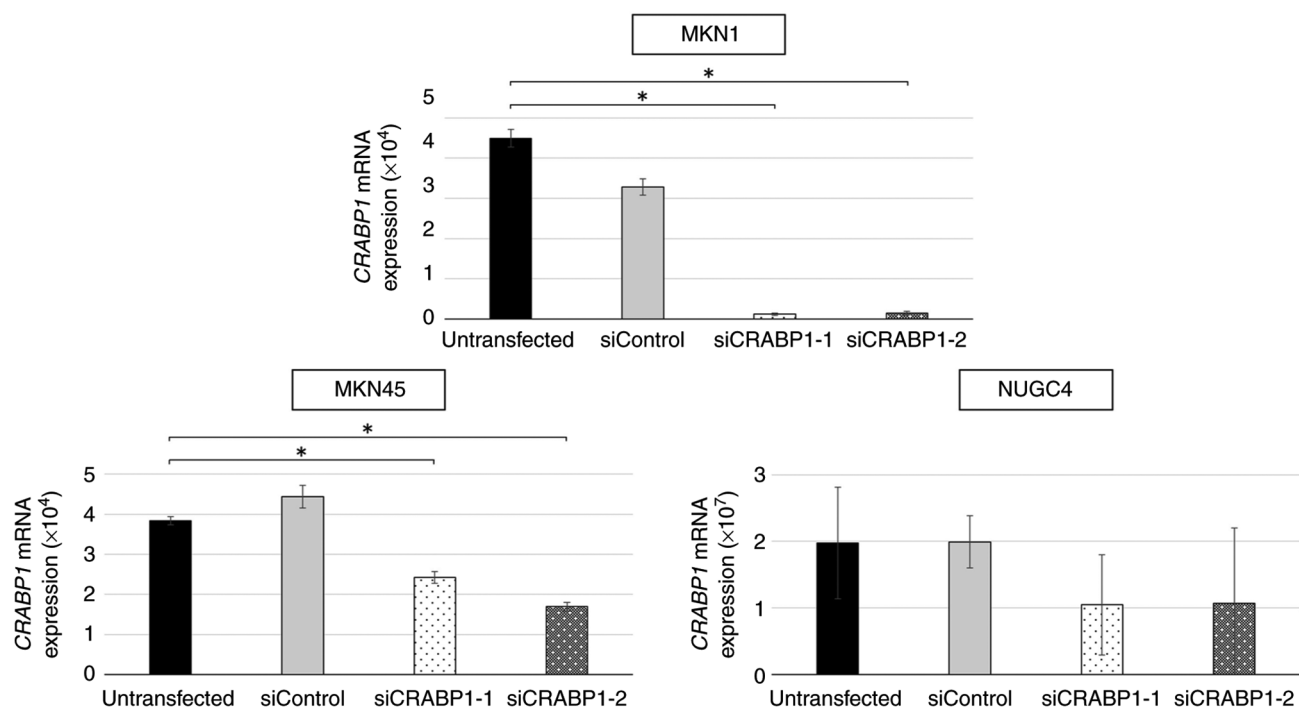 MKN1
*
*
CRABP1 mRNA
expression (×10⁴)
5
4
3
2
1
0
Untransfected siControl siCRABP1-1 siCRABP1-2
MKN45
*
*
CRABP1 mRNA
expression (×10⁴)
5
4
3
2
1
0
Untransfected siControl siCRABP1-1 siCRABP1-2
NUGC4
CRABP1 mRNA
expression (×10⁷)
3
2
1
0
Untransfected siControl siCRABP1-1 siCRABP1-2